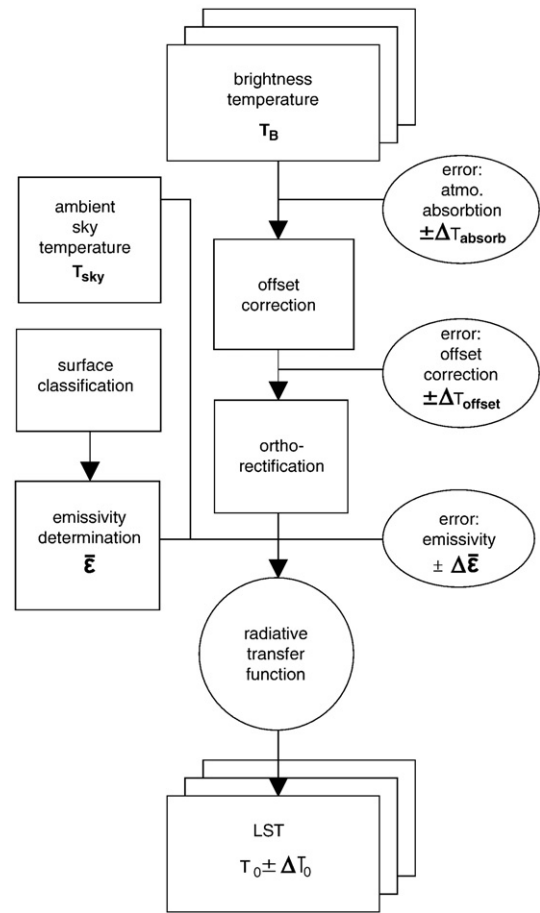 brightness
temperature
T_B
error:
atmo.
absorbtion
±ΔT_absorb
ambient
sky
temperature
T_sky
offset
correction
error:
offset
correction
±ΔT_offset
surface
classification
ortho-
rectification
emissivity
determination
ε̄
error:
emissivity
± Δε̄
radiative
transfer
function
LST
T_0 ± ΔT_0